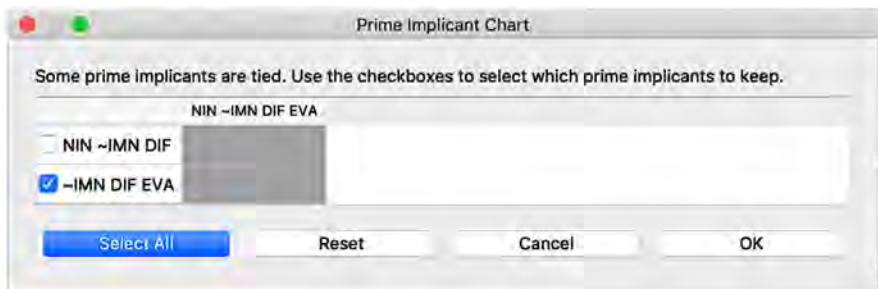 Prime Implicant Chart
Some prime implicants are tied. Use the checkboxes to select which prime implicants to keep.
NIN ~IMN DIF EVA
NIN ~IMN DIF
~IMN DIF EVA
Select All Reset Cancel OK